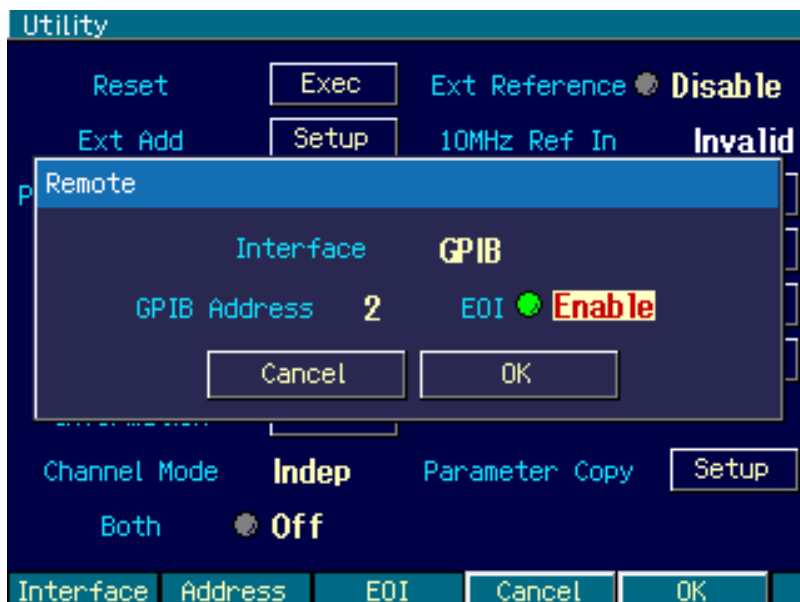 Utility
Reset Exec Ext Reference Disable
Ext Add Setup 10MHz Ref In Invalid
P
Remote
Interface GPIB
GPIB Address 2 EOI Enable
Cancel OK
Channel Mode Indep Parameter Copy Setup
Both Off
Interface Address EOI Cancel OK